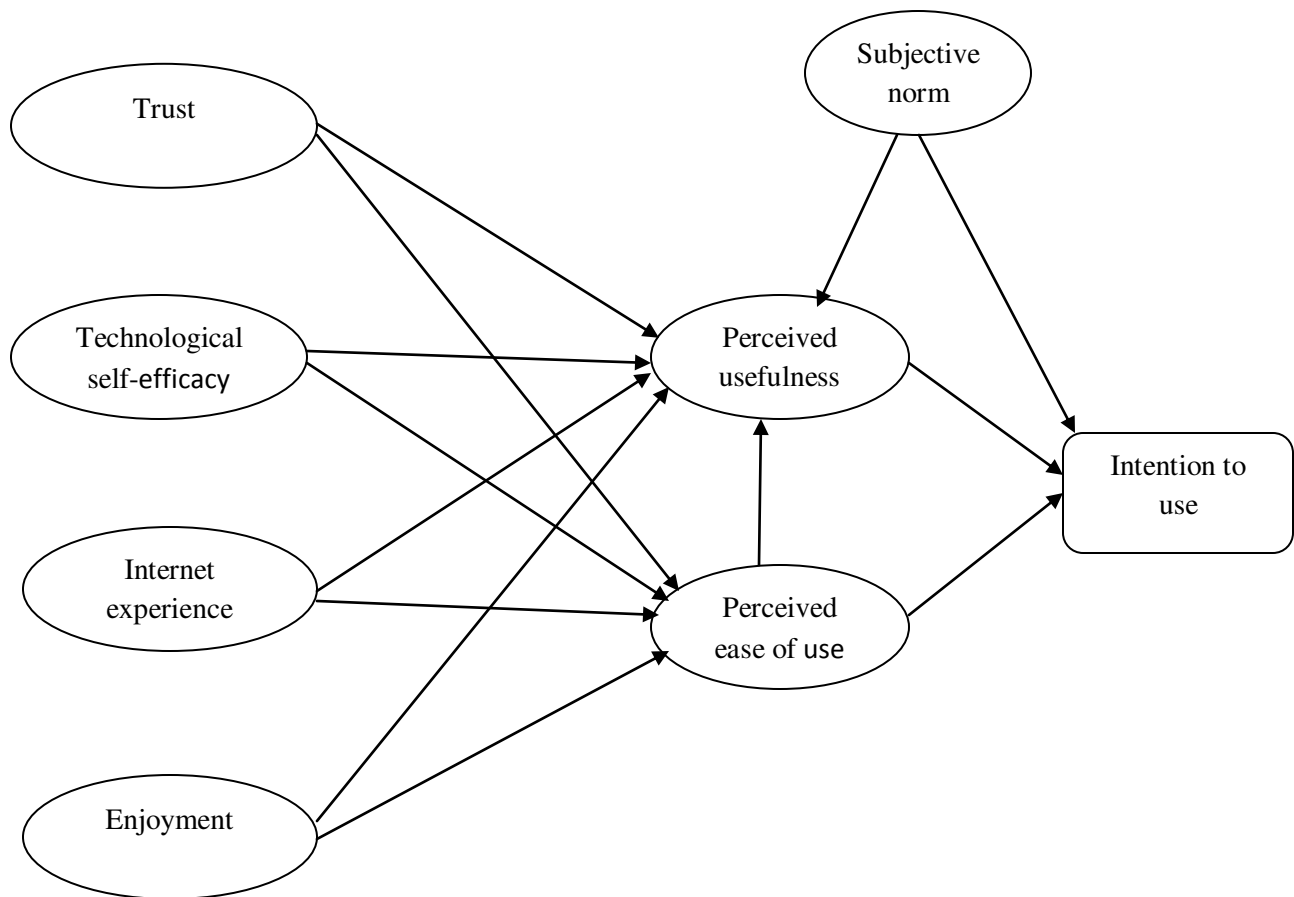 Subjective
norm
Trust
Technological
self-efficacy
Perceived
usefulness
Intention to
use
Internet
experience
Perceived
ease of use
Enjoyment